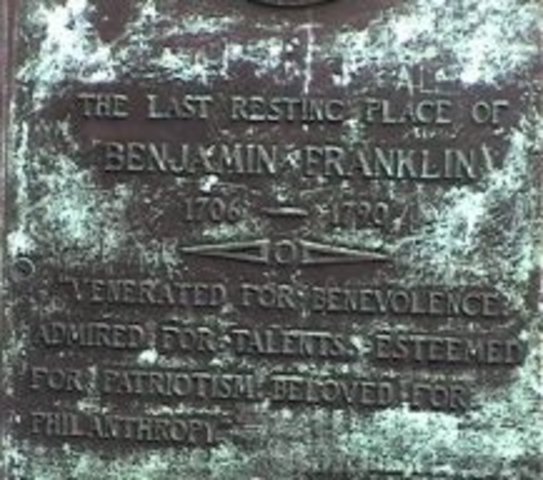 THE LAST RESTING PLACE OF
BENJAMIN FRANKLIN
1706 — 1790
"VENERATED FOR BENEVOLENCE,
ADMIRED FOR TALENTS, ESTEEMED
FOR PATRIOTISM, BELOVED FOR
PHILANTHROPY."